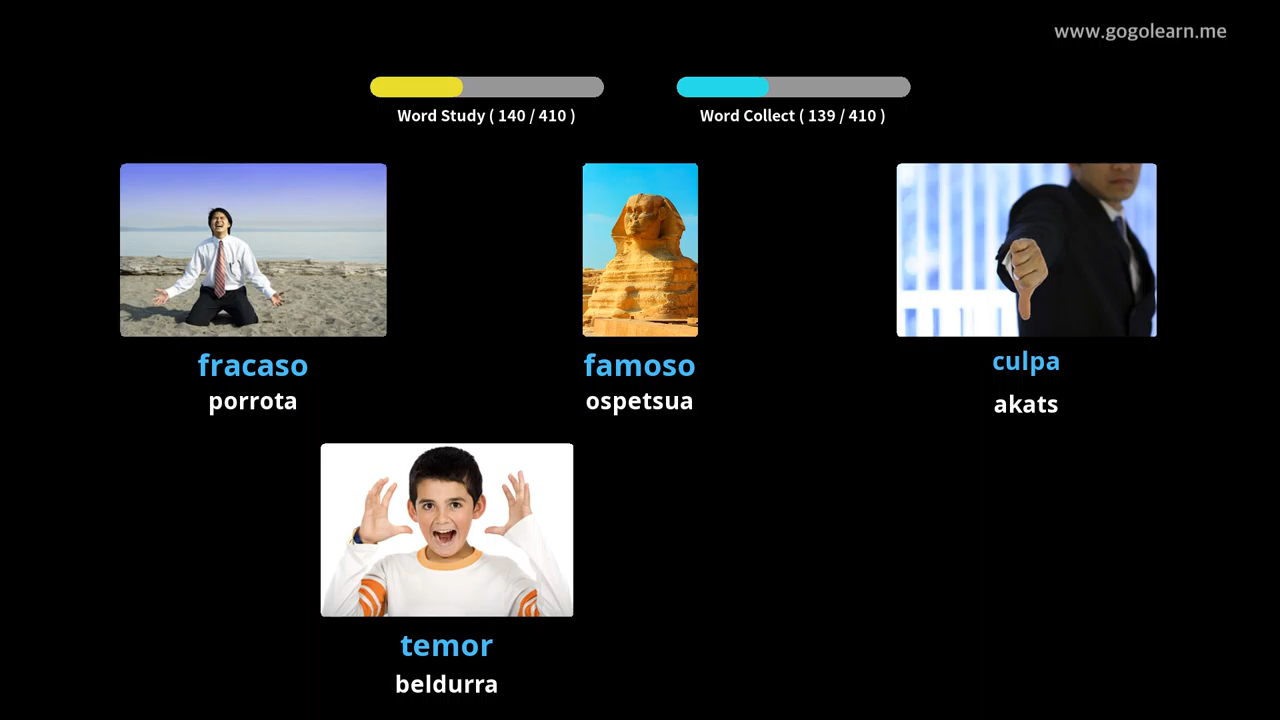 www.gogolearn.me
Word Study ( 140 / 410 )
Word Collect ( 139 / 410 )
fracaso
porrota
famoso
ospetsua
culpa
akats
temor
beldurra